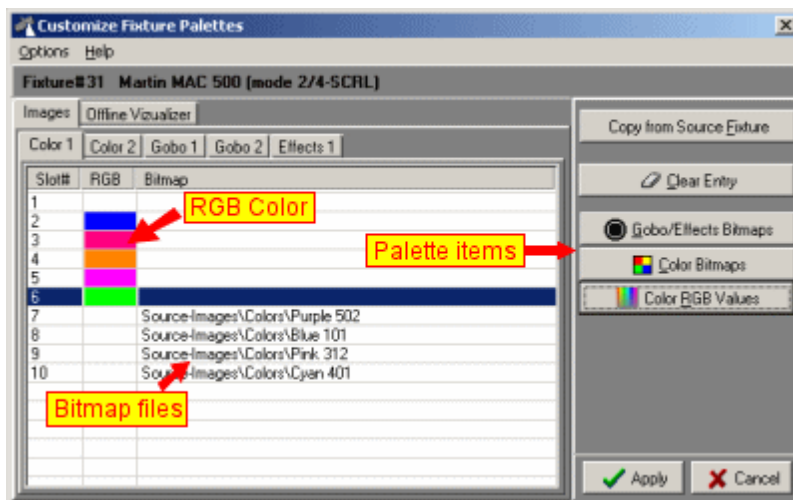 Customize Fixture Palettes
Options Help
Fixture#31 Martin MAC 500 (mode 2/4-SCRL)
Images Offline Vizualizer
Color 1 Color 2 Gobo 1 Gobo 2 Effects 1
Slot# RGB Bitmap
1
2
3
4
5
6
7 Source-Images\Colors\Purple 502
8 Source-Images\Colors\Blue 101
9 Source-Images\Colors\Pink 312
10 Source-Images\Colors\Cyan 401
RGB Color
Palette items
Bitmap files
Copy from Source Fixture
Clear Entry
Gobo/Effects Bitmaps
Color Bitmaps
Color RGB Values
Apply Cancel